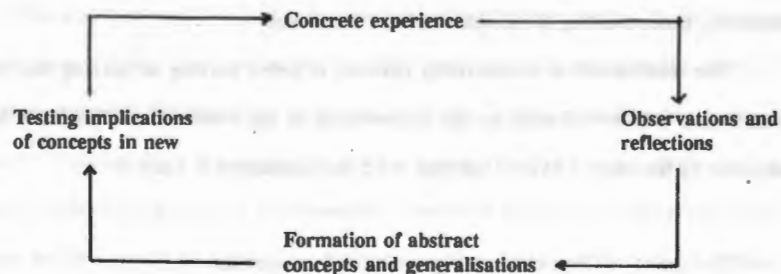 Concrete experience
Observations and
reflections
Formation of abstract
concepts and generalisations
Testing implications
of concepts in new